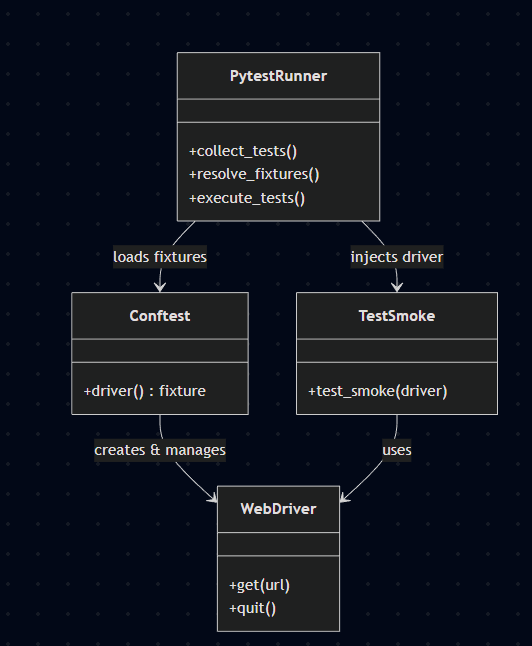 PytestRunner
+collect_tests()
+resolve_fixtures()
+execute_tests()
loads fixtures
injects driver
Conftest
+driver() : fixture
TestSmoke
+test_smoke(driver)
creates & manages
uses
WebDriver
+get(url)
+quit()